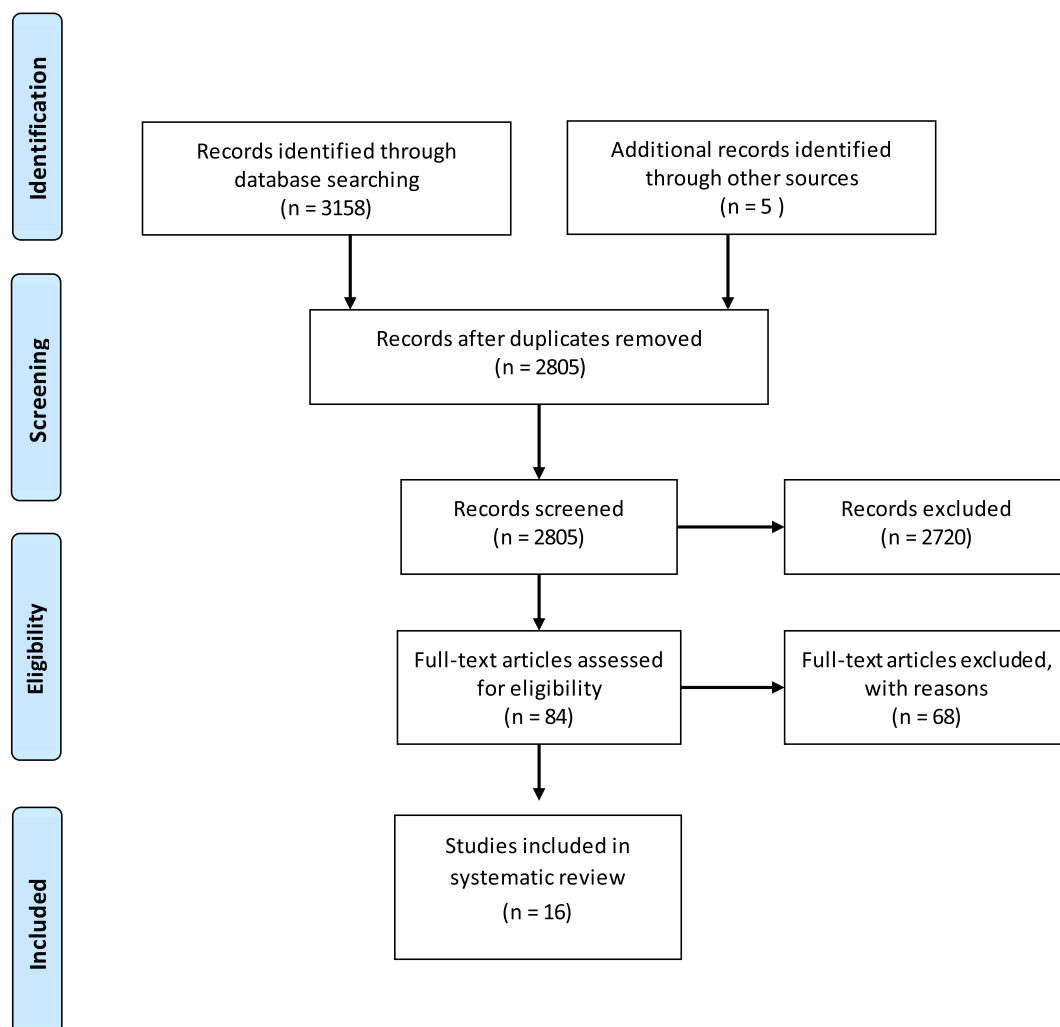 Identification
Records identified through
database searching
(n = 3158)
Additional records identified
through other sources
(n = 5 )
Screening
Records after duplicates removed
(n = 2805)
Records screened
(n = 2805)
Records excluded
(n = 2720)
Eligibility
Full-text articles assessed
for eligibility
(n = 84)
Full-text articles excluded,
with reasons
(n = 68)
Included
Studies included in
systematic review
(n = 16)